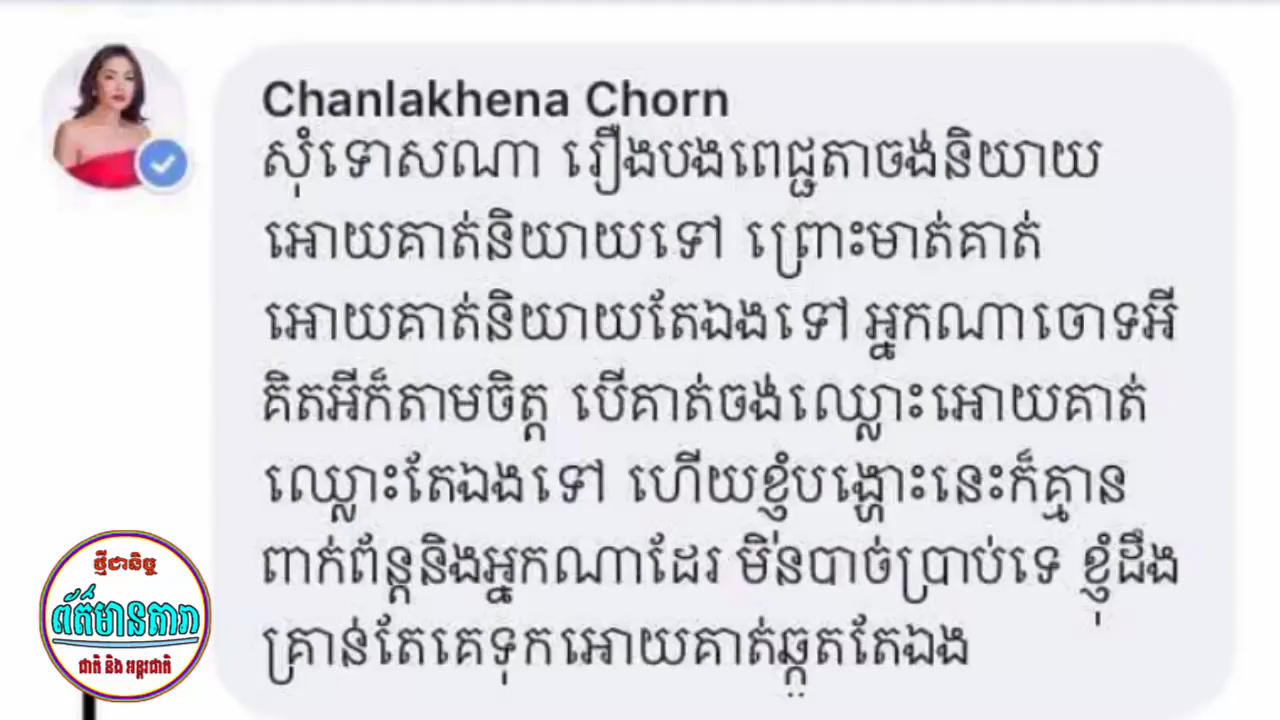 Chanlakhena Chorn
សុំទោសណា រឿងបងពេជ្ជតាចង់និយាយ
អោយគាត់និយាយទៅ ព្រោះមាត់គាត់
អោយគាត់និយាយតែឯងទៅ អ្នកណាចោទអី
គិតអីក៏តាមចិត្ត បើគាត់ចង់ឈ្លោះអោយគាត់
ឈ្លោះតែឯងទៅ ហើយខ្ញុំបង្ហោះនេះក៏គ្មាន
ពាក់ព័ន្ធនិងអ្នកណាដែរ មិនបាច់ប្រាប់ទេ ខ្ញុំដឹង
គ្រាន់តែគេទុកអោយគាត់ឆ្កួតតែឯង
ថ្មីជានិច្ច
ព័ត៌មានតារា
ជាតិ និង អន្តរជាតិ